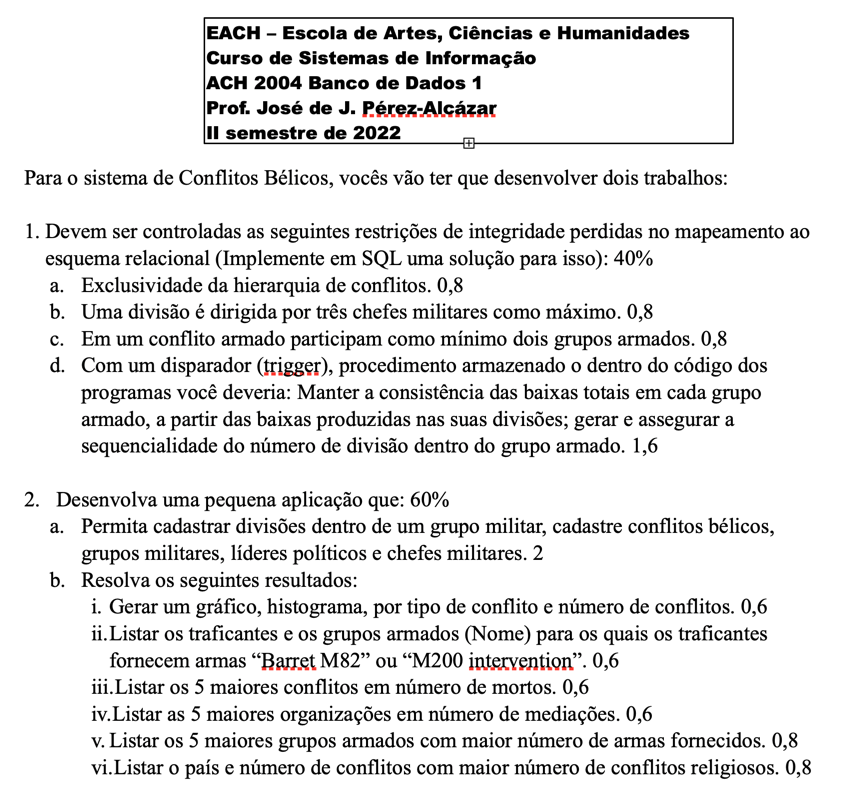 EACH – Escola de Artes, Ciências e Humanidades
Curso de Sistemas de Informação
ACH 2004 Banco de Dados 1
Prof. José de J. Pérez-Alcázar
II semestre de 2022
Para o sistema de Conflitos Bélicos, vocês vão ter que desenvolver dois trabalhos:
1. Devem ser controladas as seguintes restrições de integridade perdidas no mapeamento ao
esquema relacional (Implemente em SQL uma solução para isso): 40%
a. Exclusividade da hierarquia de conflitos. 0,8
b. Uma divisão é dirigida por três chefes militares como máximo. 0,8
c. Em um conflito armado participam como mínimo dois grupos armados. 0,8
d. Com um disparador (trigger), procedimento armazenado o dentro do código dos
programas você deveria: Manter a consistência das baixas totais em cada grupo
armado, a partir das baixas produzidas nas suas divisões; gerar e assegurar a
sequencialidade do número de divisão dentro do grupo armado. 1,6
2. Desenvolva uma pequena aplicação que: 60%
a. Permita cadastrar divisões dentro de um grupo militar, cadastre conflitos bélicos,
grupos militares, líderes políticos e chefes militares. 2
b. Resolva os seguintes resultados:
i. Gerar um gráfico, histograma, por tipo de conflito e número de conflitos. 0,6
ii.Listar os traficantes e os grupos armados (Nome) para os quais os traficantes
fornecem armas “Barret M82” ou “M200 intervention”. 0,6
iii.Listar os 5 maiores conflitos em número de mortos. 0,6
iv.Listar as 5 maiores organizações em número de mediações. 0,6
v. Listar os 5 maiores grupos armados com maior número de armas fornecidos. 0,8
vi.Listar o país e número de conflitos com maior número de conflitos religiosos. 0,8